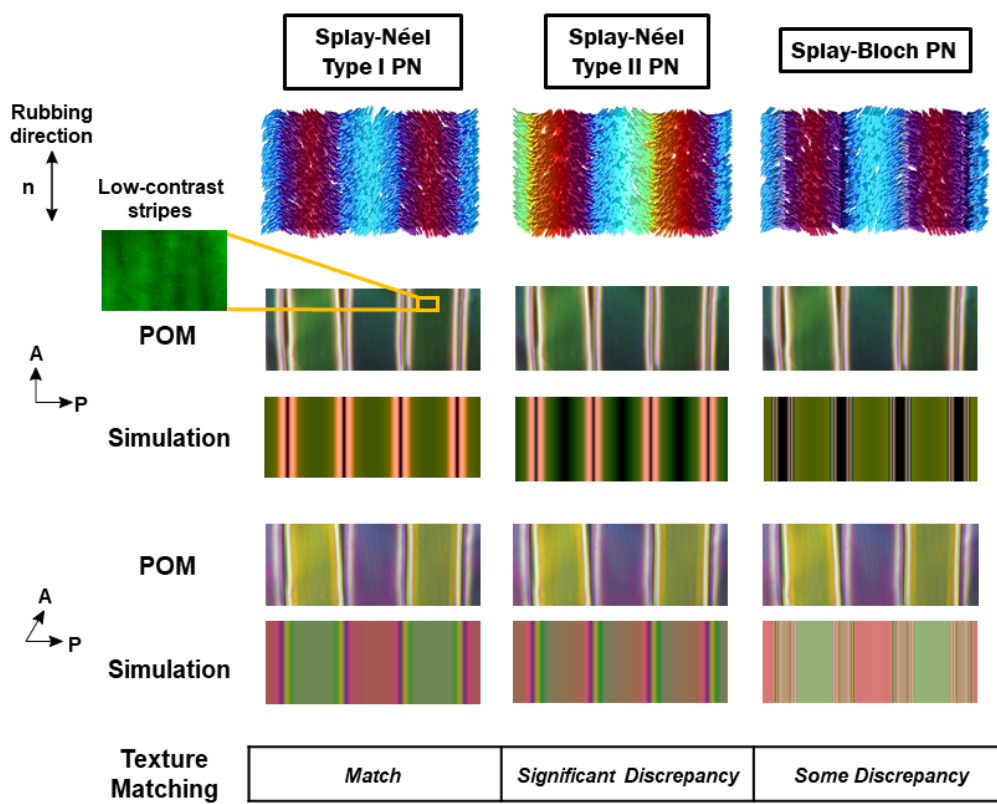 Splay-Néel
Type I PN
Splay-Néel
Type II PN
Splay-Bloch PN
Rubbing
direction
n
Low-contrast
stripes
POM
A
P
Simulation
POM
A
P
Simulation
Texture
Matching
Match
Significant Discrepancy
Some Discrepancy